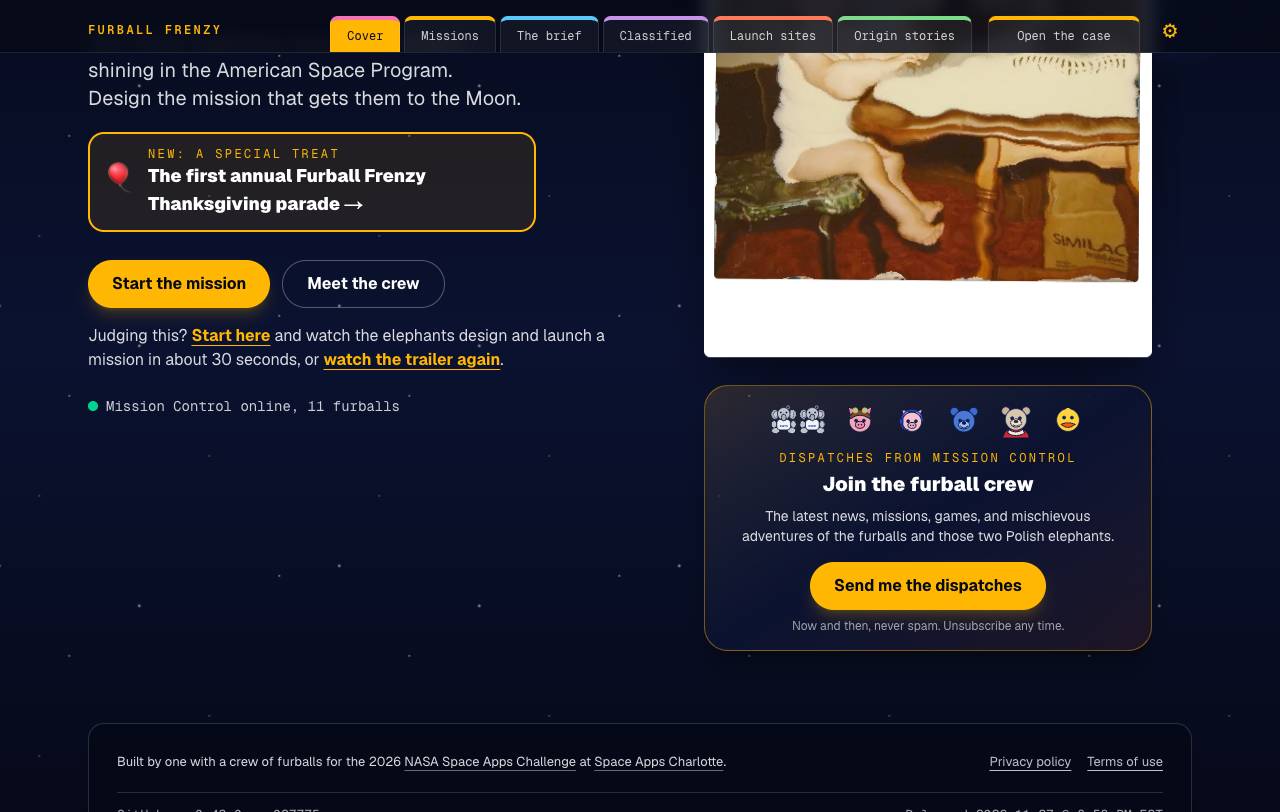 FURBALL FRENZY
Cover
Missions
The brief
Classified
Launch sites
Origin stories
Open the case
shining in the American Space Program.
Design the mission that gets them to the Moon.
NEW: A SPECIAL TREAT
The first annual Furball Frenzy
Thanksgiving parade →
Start the mission
Meet the crew
Judging this? Start here and watch the elephants design and launch a
mission in about 30 seconds, or watch the trailer again.
Mission Control online, 11 furballs
SIMILAC
DISPATCHES FROM MISSION CONTROL
Join the furball crew
The latest news, missions, games, and mischievous
adventures of the furballs and those two Polish elephants.
Send me the dispatches
Now and then, never spam. Unsubscribe any time.
Built by one with a crew of furballs for the 2026 NASA Space Apps Challenge at Space Apps Charlotte.
Privacy policy
Terms of use